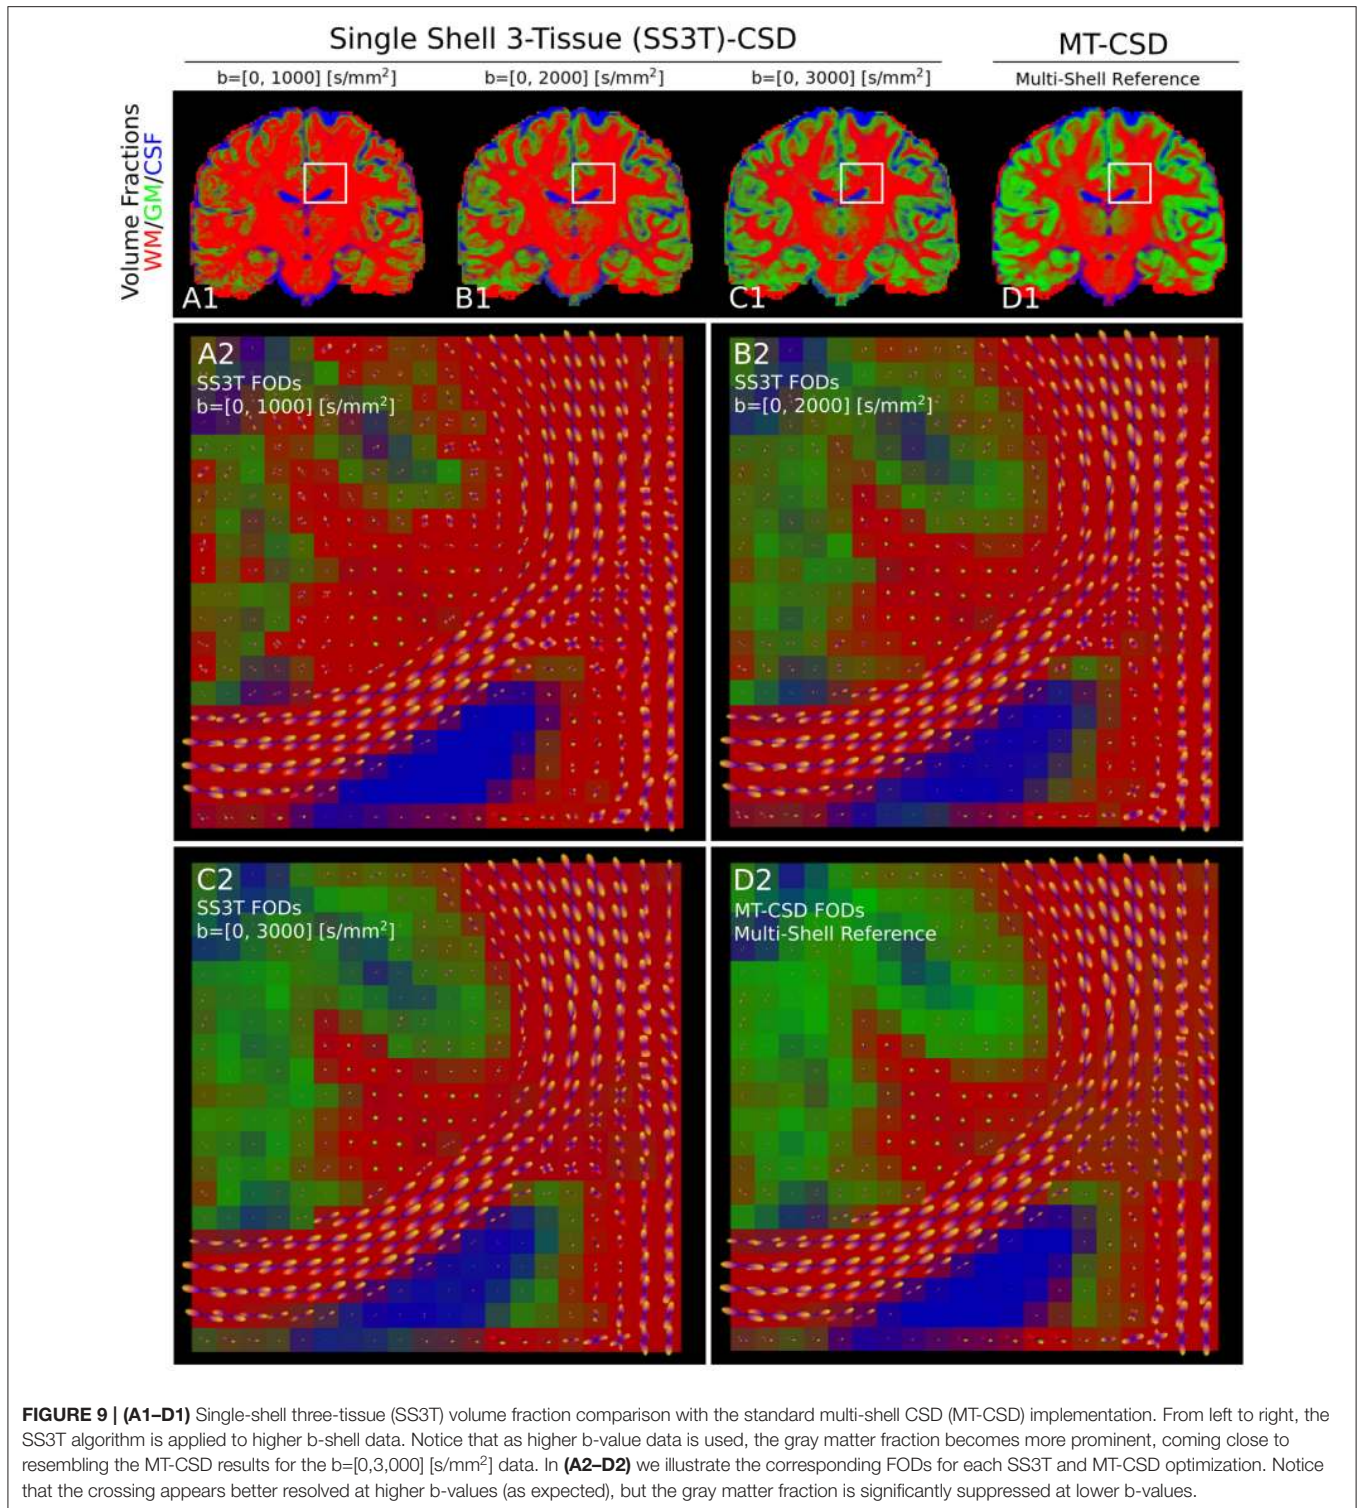 Single Shell 3-Tissue (SS3T)-CSD
MT-CSD
b=[0, 1000] [s/mm²]
b=[0, 2000] [s/mm²]
b=[0, 3000] [s/mm²]
Multi-Shell Reference
Volume Fractions
WM/GM/CSF
A1
B1
C1
D1
A2
SS3T FODs
b=[0, 1000] [s/mm²]
B2
SS3T FODs
b=[0, 2000] [s/mm²]
C2
SS3T FODs
b=[0, 3000] [s/mm²]
D2
MT-CSD FODs
Multi-Shell Reference
FIGURE 9 | (A1–D1) Single-shell three-tissue (SS3T) volume fraction comparison with the standard multi-shell CSD (MT-CSD) implementation. From left to right, the
SS3T algorithm is applied to higher b-shell data. Notice that as higher b-value data is used, the gray matter fraction becomes more prominent, coming close to
resembling the MT-CSD results for the b=[0,3,000] [s/mm²] data. In (A2–D2) we illustrate the corresponding FODs for each SS3T and MT-CSD optimization. Notice
that the crossing appears better resolved at higher b-values (as expected), but the gray matter fraction is significantly suppressed at lower b-values.